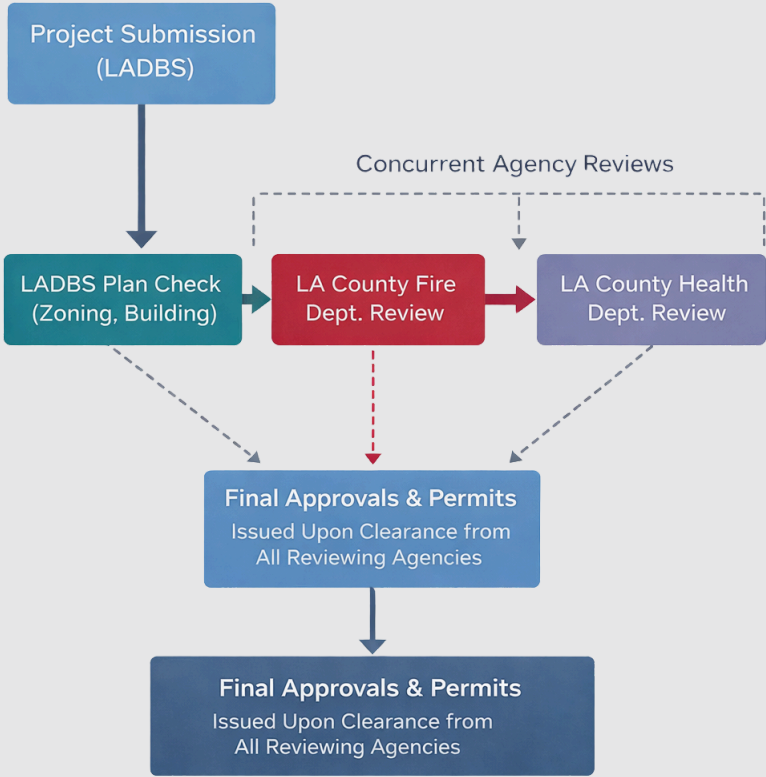 Project Submission
(LADBS)
Concurrent Agency Reviews
LADBS Plan Check
(Zoning, Building)
LA County Fire
Dept. Review
LA County Health
Dept. Review
Final Approvals & Permits
Issued Upon Clearance from
All Reviewing Agencies
Final Approvals & Permits
Issued Upon Clearance from
All Reviewing Agencies